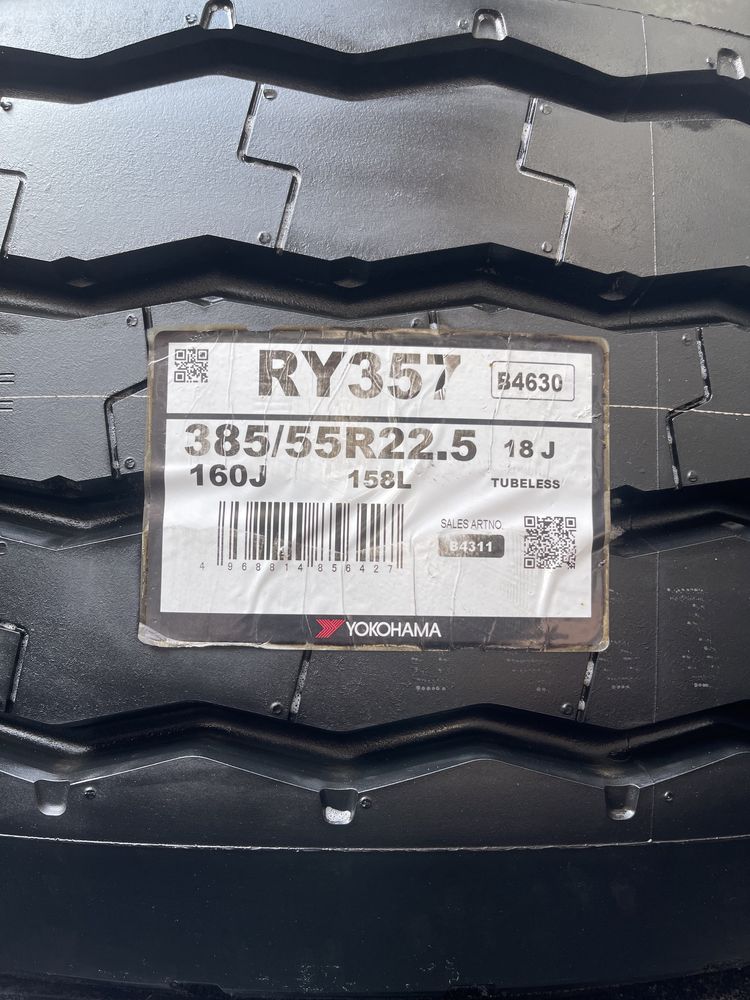 RY357 B4630
385/55R22.5 18 J
160J 158L TUBELESS
SALES ARTNO.
B4311
4 968814 856427
YOKOHAMA